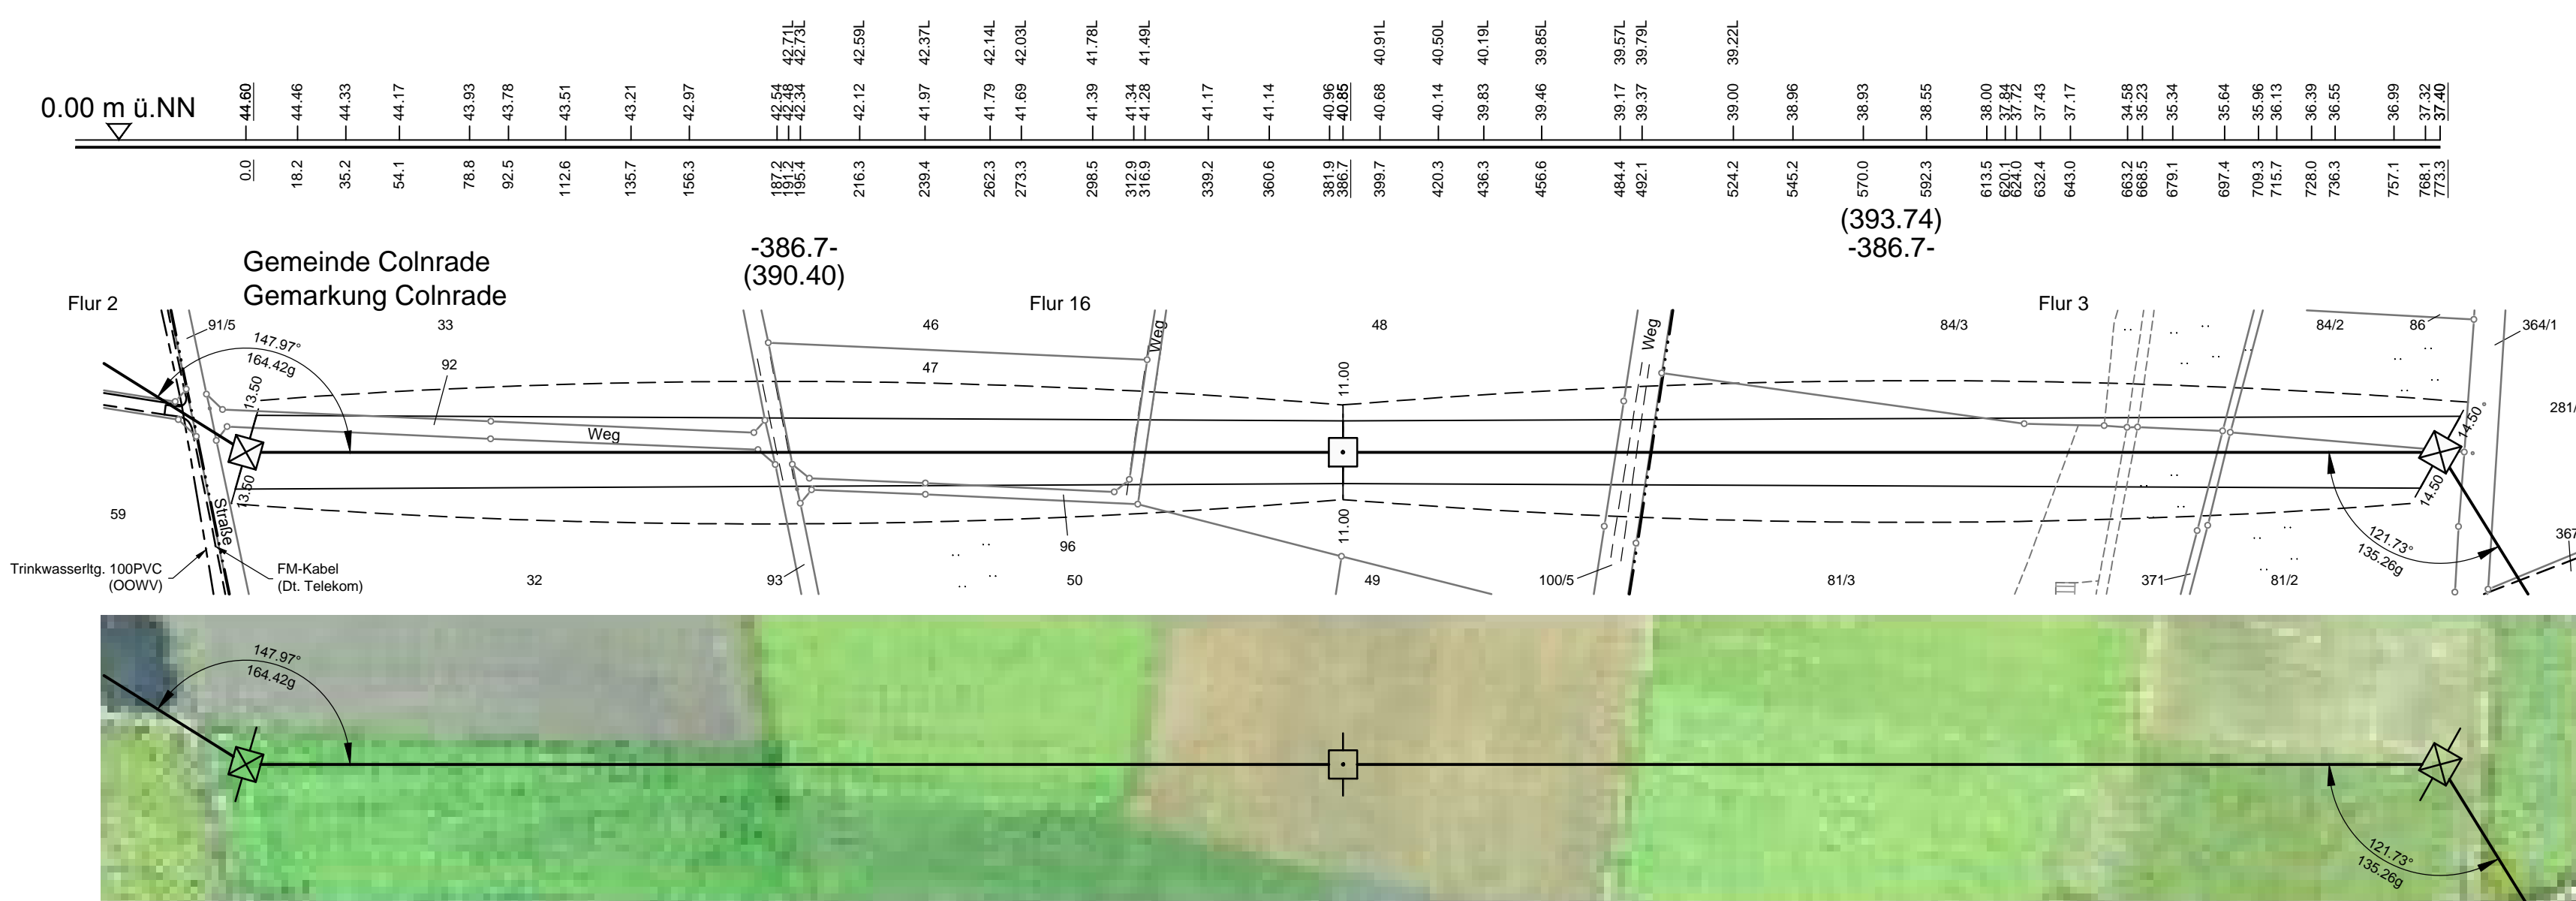 42.71L 42.73L 42.59L 42.37L 42.14L 42.03L 41.78L 41.49L 40.91L 40.50L 40.19L 39.85L 39.57L 39.79L 39.22L
0.00 m ü.NN
44.60 44.46 44.33 44.17 43.93 43.78 43.51 43.21 42.97 42.54 42.48 42.34 42.12 41.97 41.79 41.69 41.39 41.34 41.28 41.17 41.14 40.96 40.85 40.68 40.14 39.83 39.46 39.17 39.37 39.00 38.96 38.93 38.55 38.00 37.84 37.72 37.43 37.17 34.58 35.23 35.34 35.64 35.96 36.13 36.39 36.55 36.99 37.32 37.40
0.0 18.2 35.2 54.1 78.8 92.5 112.6 135.7 156.3 187.2 191.2 195.4 216.3 239.4 262.3 273.3 298.5 312.9 316.9 339.2 360.6 381.9 386.7 399.7 420.3 436.3 456.6 484.4 492.1 524.2 545.2 570.0 592.3 613.5 620.1 624.0 632.4 643.0 663.2 668.5 679.1 697.4 709.3 715.7 728.0 736.3 757.1 768.1 773.3
-386.7-
(390.40)
(393.74)
-386.7-
Gemeinde Colnrade
Gemarkung Colnrade
Flur 2
Flur 16
Flur 3
91/5
33
46
48
84/3
84/2
86
364/1
147.97°
164.42g
92
47
Weg
Weg
11.00
13.50
Weg
14.50
281/
13.50
Straße
59
96
11.00
14.50
121.73°
135.26g
367
Trinkwasserltg. 100PVC
(OOWV)
FM-Kabel
(Dt. Telekom)
32
93
50
49
100/5
81/3
371
81/2
147.97°
164.42g
121.73°
135.26g